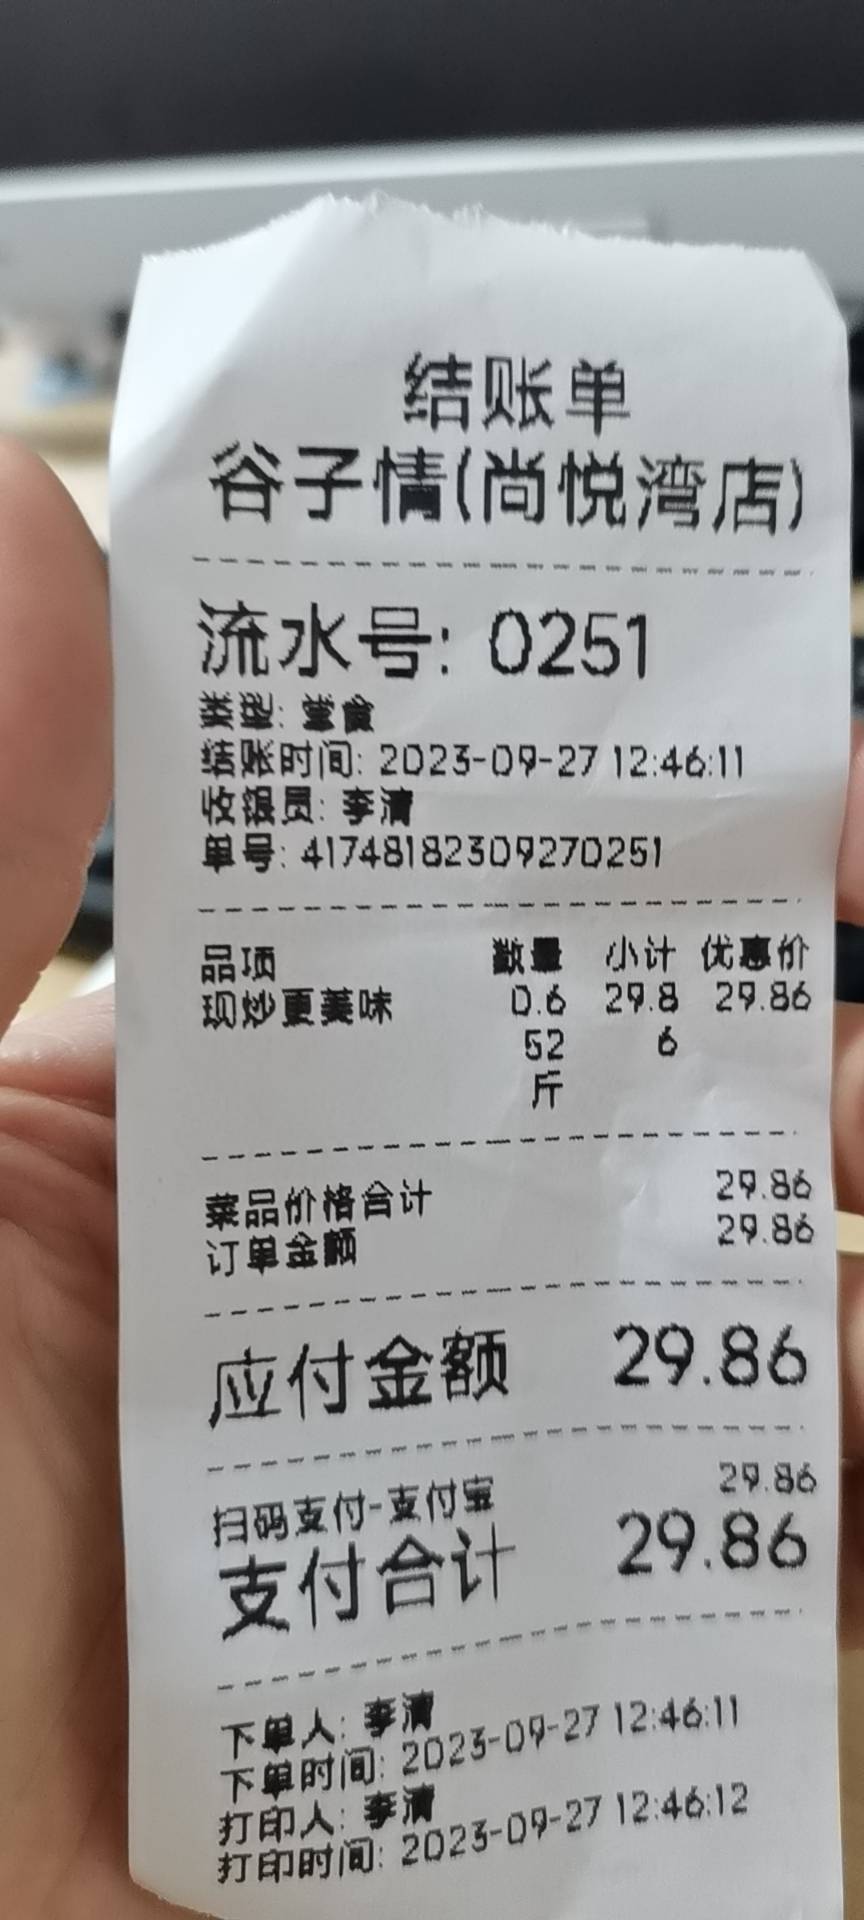 结账单
谷子情(尚悦湾店)
流水号: 0251
类型: 堂食
结账时间: 2023-09-27 12:46:11
收银员: 李清
单号: 41748182309270251
品项 数量 小计 优惠价
现炒更美味 0.6 29.8 29.86
52 6
斤
菜品价格合计 29.86
订单金额 29.86
应付金额 29.86
扫码支付-支付宝 29.86
支付合计 29.86
下单人: 李清
下单时间: 2023-09-27 12:46:11
打印人: 李清
打印时间: 2023-09-27 12:46:12